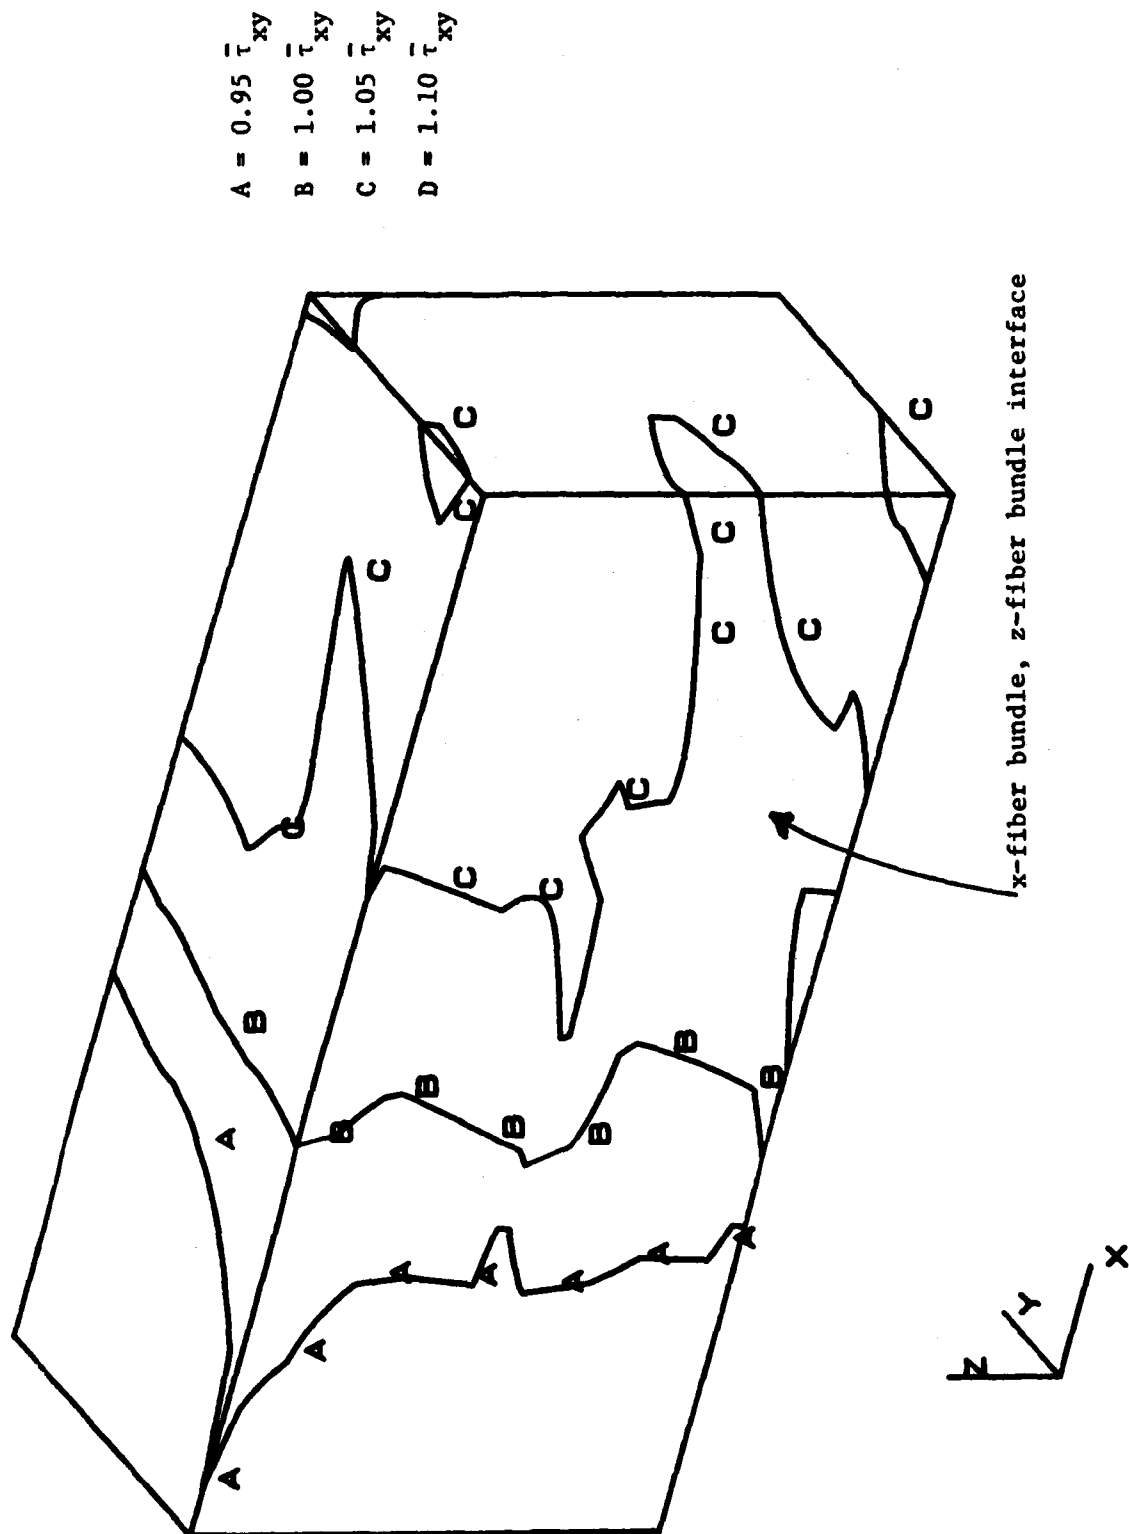 A = 0.95 τ̄xy
B = 1.00 τ̄xy
C = 1.05 τ̄xy
D = 1.10 τ̄xy
C
C
C
C
C
C
C
C
C
C
C
C
C
B
B
B
B
B
B
B
A
A
A
A
A
A
A
A
x-fiber bundle, z-fiber bundle interface
Z
Y
X